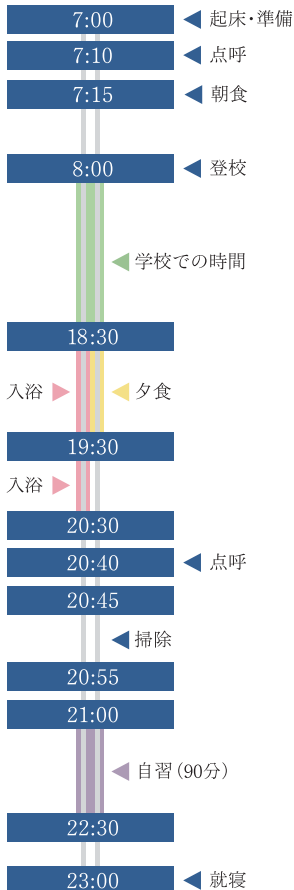 7:00 起床・準備
7:10 点呼
7:15 朝食
8:00 登校
学校での時間
18:30
入浴 夕食
19:30
入浴
20:30
20:40 点呼
20:45
掃除
20:55
21:00
自習（90分）
22:30
23:00 就寝